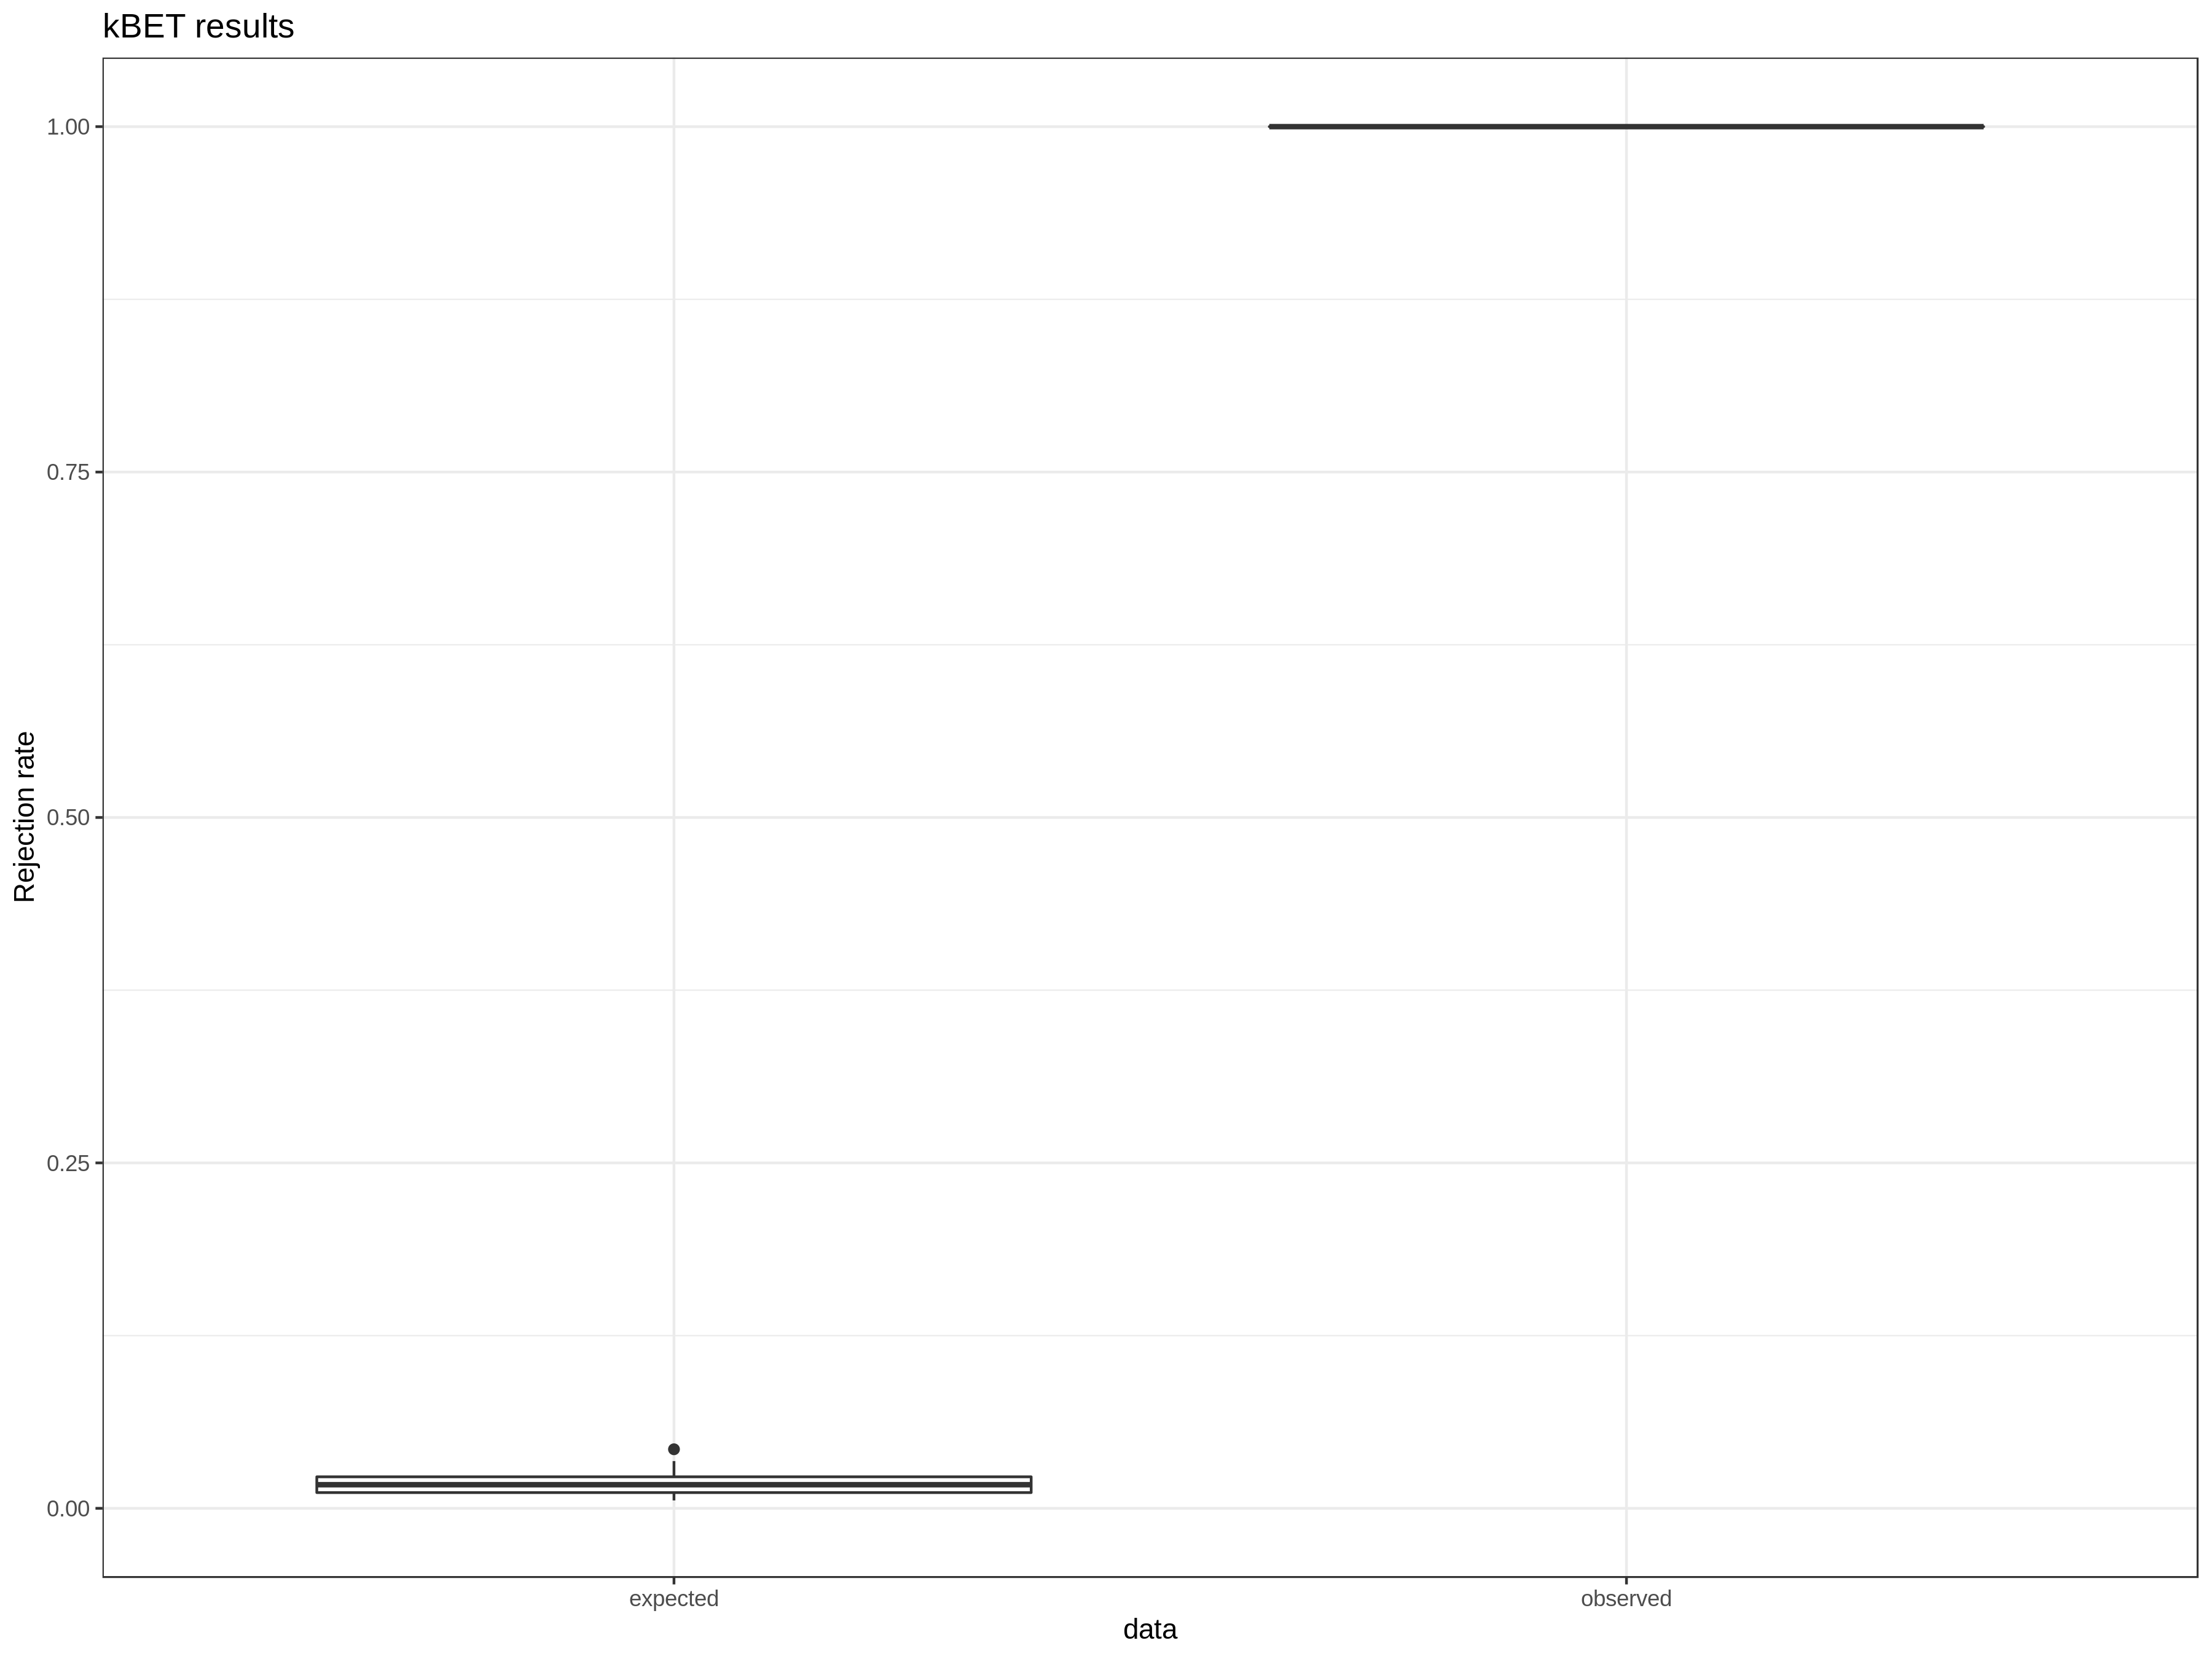 kBET results
1.00
0.75
0.50
0.25
0.00
Rejection rate
expected
observed
data